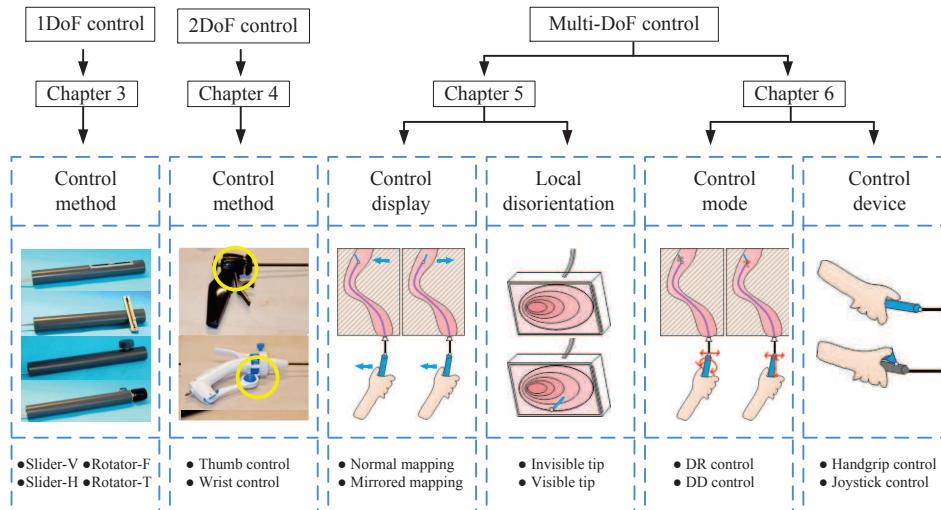 1DoF control
2DoF control
Multi-DoF control
Chapter 3
Chapter 4
Chapter 5
Chapter 6
Control
method
Control
method
Control
display
Local
disorientation
Control
mode
Control
device
●Slider-V ●Rotator-F
●Slider-H ●Rotator-T
● Thumb control
● Wrist control
● Normal mapping
● Mirrored mapping
● Invisible tip
● Visible tip
● DR control
● DD control
● Handgrip control
● Joystick control